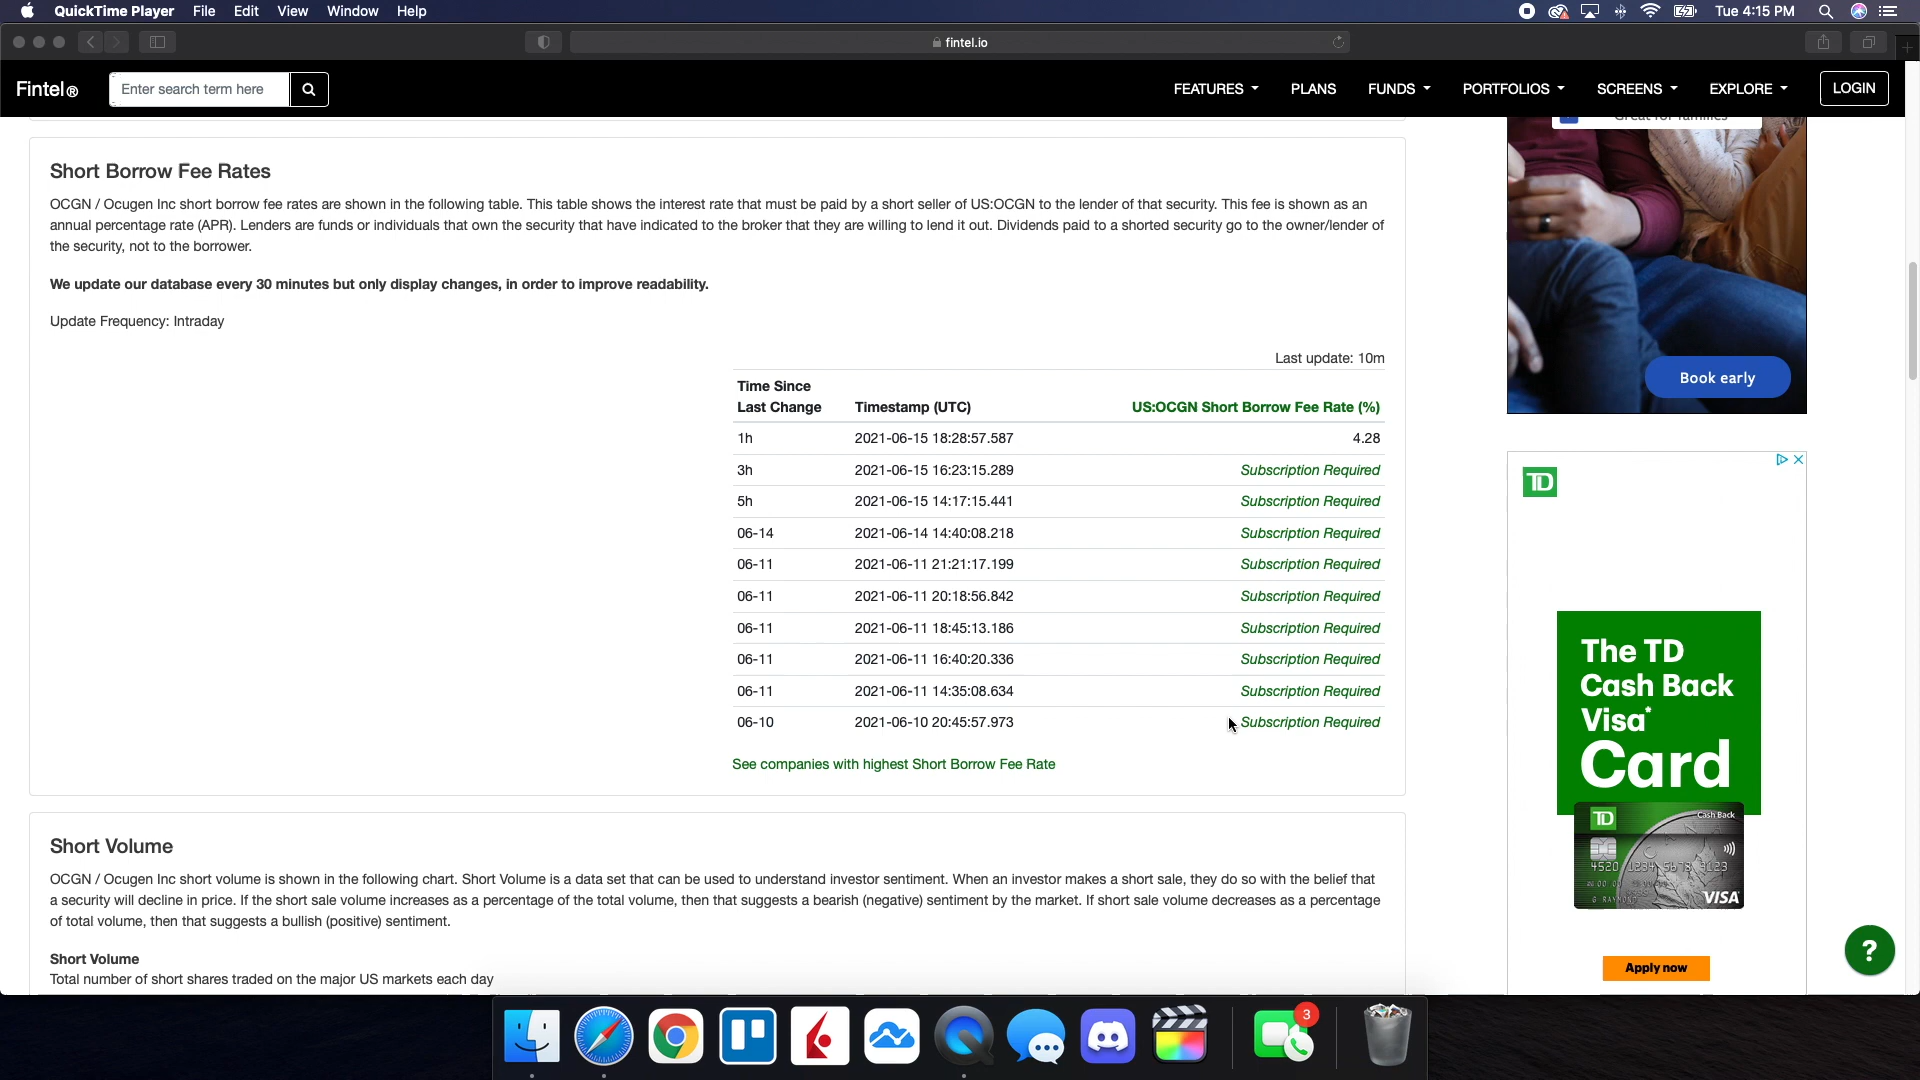 QuickTime Player File Edit View Window Help
Tue 4:15 PM
fintel.io
Fintel®
Enter search term here
FEATURES PLANS FUNDS PORTFOLIOS SCREENS EXPLORE LOGIN
Great for families
Short Borrow Fee Rates
OCGN / Ocugen Inc short borrow fee rates are shown in the following table. This table shows the interest rate that must be paid by a short seller of US:OCGN to the lender of that security. This fee is shown as an
annual percentage rate (APR). Lenders are funds or individuals that own the security that have indicated to the broker that they are willing to lend it out. Dividends paid to a shorted security go to the owner/lender of
the security, not to the borrower.
We update our database every 30 minutes but only display changes, in order to improve readability.
Update Frequency: Intraday
Last update: 10m
Time Since
Last Change Timestamp (UTC) US:OCGN Short Borrow Fee Rate (%)
1h 2021-06-15 18:28:57.587 4.28
3h 2021-06-15 16:23:15.289 Subscription Required
5h 2021-06-15 14:17:15.441 Subscription Required
06-14 2021-06-14 14:40:08.218 Subscription Required
06-11 2021-06-11 21:21:17.199 Subscription Required
06-11 2021-06-11 20:18:56.842 Subscription Required
06-11 2021-06-11 18:45:13.186 Subscription Required
06-11 2021-06-11 16:40:20.336 Subscription Required
06-11 2021-06-11 14:35:08.634 Subscription Required
06-10 2021-06-10 20:45:57.973 Subscription Required
See companies with highest Short Borrow Fee Rate
Short Volume
OCGN / Ocugen Inc short volume is shown in the following chart. Short Volume is a data set that can be used to understand investor sentiment. When an investor makes a short sale, they do so with the belief that
a security will decline in price. If the short sale volume increases as a percentage of the total volume, then that suggests a bearish (negative) sentiment by the market. If short sale volume decreases as a percentage
of total volume, then that suggests a bullish (positive) sentiment.
Short Volume
Total number of short shares traded on the major US markets each day
Book early
TD
The TD
Cash Back
Visa*
Card
TD
Cash Back
4520 1234 5678 9123
G RAYMOND
VISA
Apply now
?
3